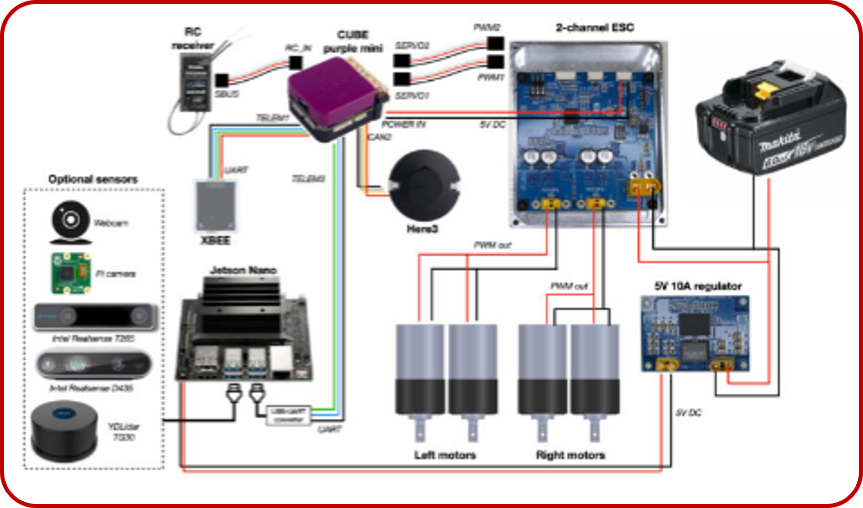 RC
receiver
RC_IN
SBUS
CUBE
purple mini
SERVO2
SERVO1
PWM2
PWM1
2-channel ESC
TELEM1
POWER IN
5V DC
CAN2
UART
TELEM2
XBEE
Here3
makita
18V
Optional sensors
Webcam
Pi camera
Intel Realsense T265
Intel Realsense D435
YDLidar
TG30
Jetson Nano
USB-UART
converter
UART
PWM out
PWM out
Left motors
Right motors
5V 10A regulator
5V DC